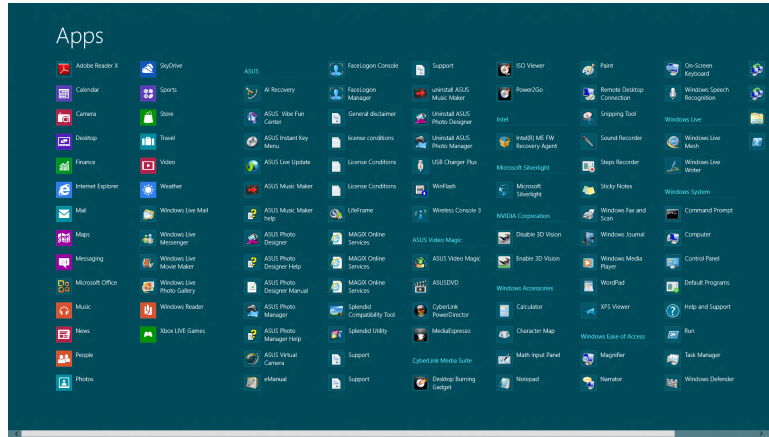 Apps
Adobe Reader X
Calendar
Camera
Desktop
Finance
Internet Explorer
Mail
Maps
Messaging
Microsoft Office
Music
News
People
Photos
SkyDrive
Sports
Store
Travel
Video
Weather
Windows Live Mail
Windows Live
Messenger
Windows Live
Movie Maker
Windows Live
Photo Gallery
Windows Reader
Xbox LIVE Games
ASUS
AI Recovery
ASUS Vibe Fun
Center
ASUS Instant Key
Menu
ASUS Live Update
ASUS Music Maker
ASUS Music Maker
help
ASUS Photo
Designer
ASUS Photo
Designer Help
ASUS Photo
Designer Manual
ASUS Photo
Manager
ASUS Photo
Manager Help
ASUS Virtual
Camera
eManual
FaceLogon Console
FaceLogon
Manager
General disclaimer
license conditions
License Conditions
License Conditions
LifeFrame
MAGIX Online
Services
MAGIX Online
Services
MAGIX Online
Services
Splendid
Compatibility Tool
Splendid Utility
Support
Support
Support
uninstall ASUS
Music Maker
Uninstall ASUS
Photo Designer
Uninstall ASUS
Photo Manager
USB Charger Plus
WinFlash
Wireless Console 3
ASUS Video Magic
ASUS Video Magic
ASUSDVD
CyberLink
PowerDirector
MediaEspresso
CyberLink Media Suite
Desktop Burning
Gadget
ISO Viewer
Power2Go
Intel
Intel(R) ME FW
Recovery Agent
Microsoft Silverlight
Microsoft
Silverlight
NVIDIA Corporation
Disable 3D Vision
Enable 3D Vision
Windows Accessories
Calculator
Character Map
Math Input Panel
Notepad
Paint
Remote Desktop
Connection
Snipping Tool
Sound Recorder
Steps Recorder
Sticky Notes
Windows Fax and
Scan
Windows Journal
Windows Media
Player
WordPad
XPS Viewer
Windows Ease of Access
Magnifier
Narrator
On-Screen
Keyboard
Windows Speech
Recognition
Windows Live
Windows Live
Mesh
Windows Live
Writer
Windows System
Command Prompt
Computer
Control Panel
Default Programs
Help and Support
Run
Task Manager
Windows Defender